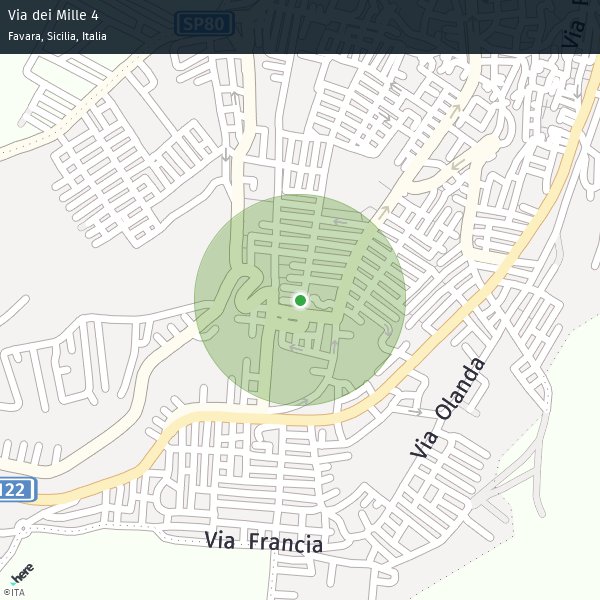 Via dei Mille 4
Favara, Sicilia, Italia
SP80
Via
122
Via Olanda
Via Francia
here
©ITA